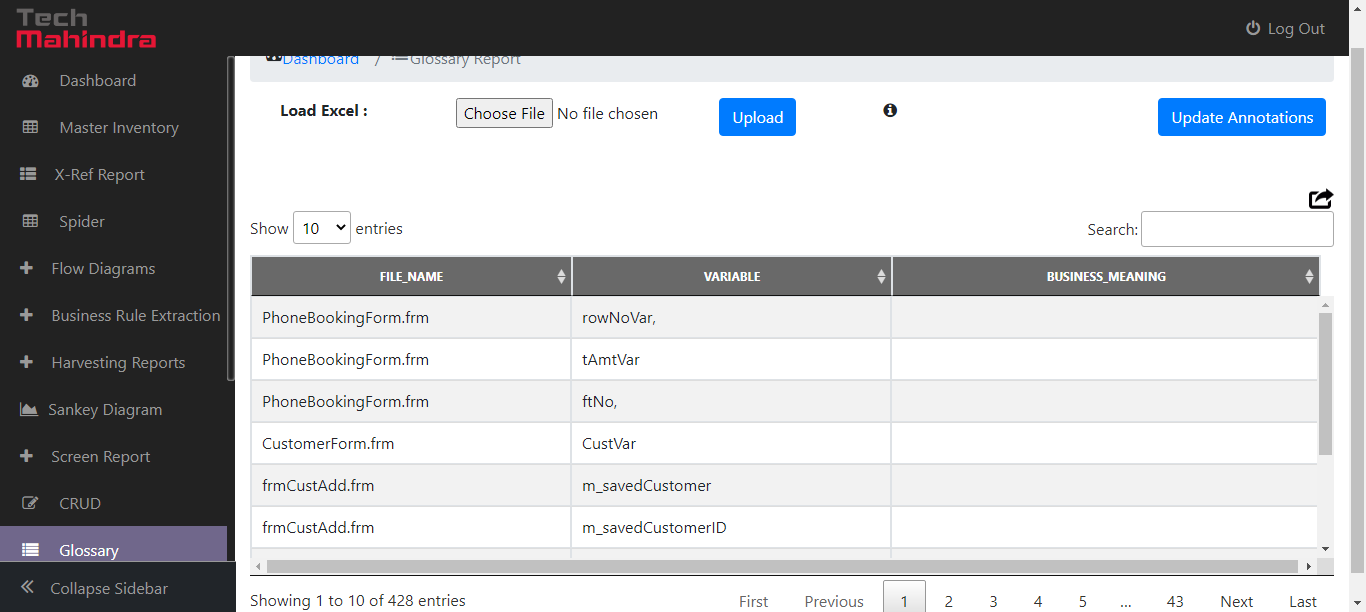 Tech
Mahindra
Log Out
Dashboard
Master Inventory
X-Ref Report
Spider
Flow Diagrams
Business Rule Extraction
Harvesting Reports
Sankey Diagram
Screen Report
CRUD
Glossary
Collapse Sidebar
Dashboard / Glossary Report
Load Excel : Choose File No file chosen Upload Update Annotations
Show 10 entries Search:
FILE_NAME VARIABLE BUSINESS_MEANING
PhoneBookingForm.frm rowNoVar,
PhoneBookingForm.frm tAmtVar
PhoneBookingForm.frm ftNo,
CustomerForm.frm CustVar
frmCustAdd.frm m_savedCustomer
frmCustAdd.frm m_savedCustomerID
Showing 1 to 10 of 428 entries First Previous 1 2 3 4 5 ... 43 Next Last